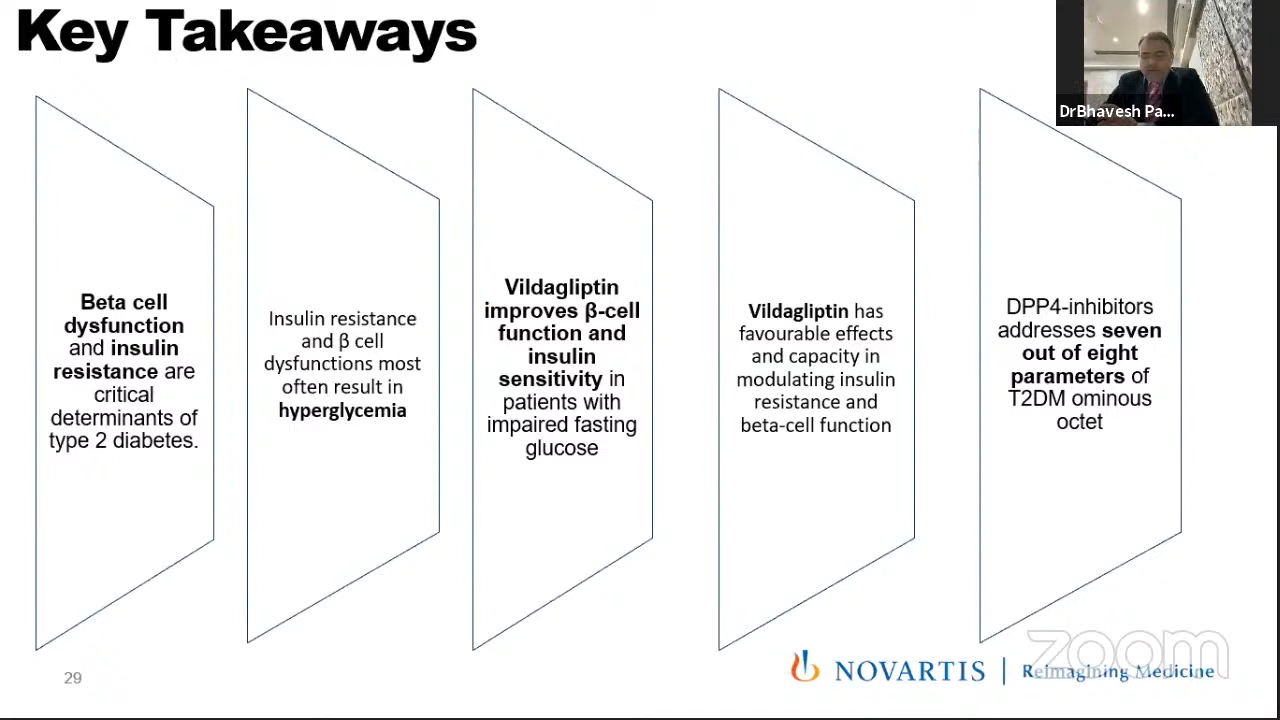 Key Takeaways
DrBhavesh Pa...
Beta cell
dysfunction
and insulin
resistance are
critical
determinants of
type 2 diabetes.
Insulin resistance
and β cell
dysfunctions most
often result in
hyperglycemia
Vildagliptin
improves β-cell
function and
insulin
sensitivity in
patients with
impaired fasting
glucose
Vildagliptin has
favourable effects
and capacity in
modulating insulin
resistance and
beta-cell function
DPP4-inhibitors
addresses seven
out of eight
parameters of
T2DM ominous
octet
zoom
29
NOVARTIS | Reimagining Medicine